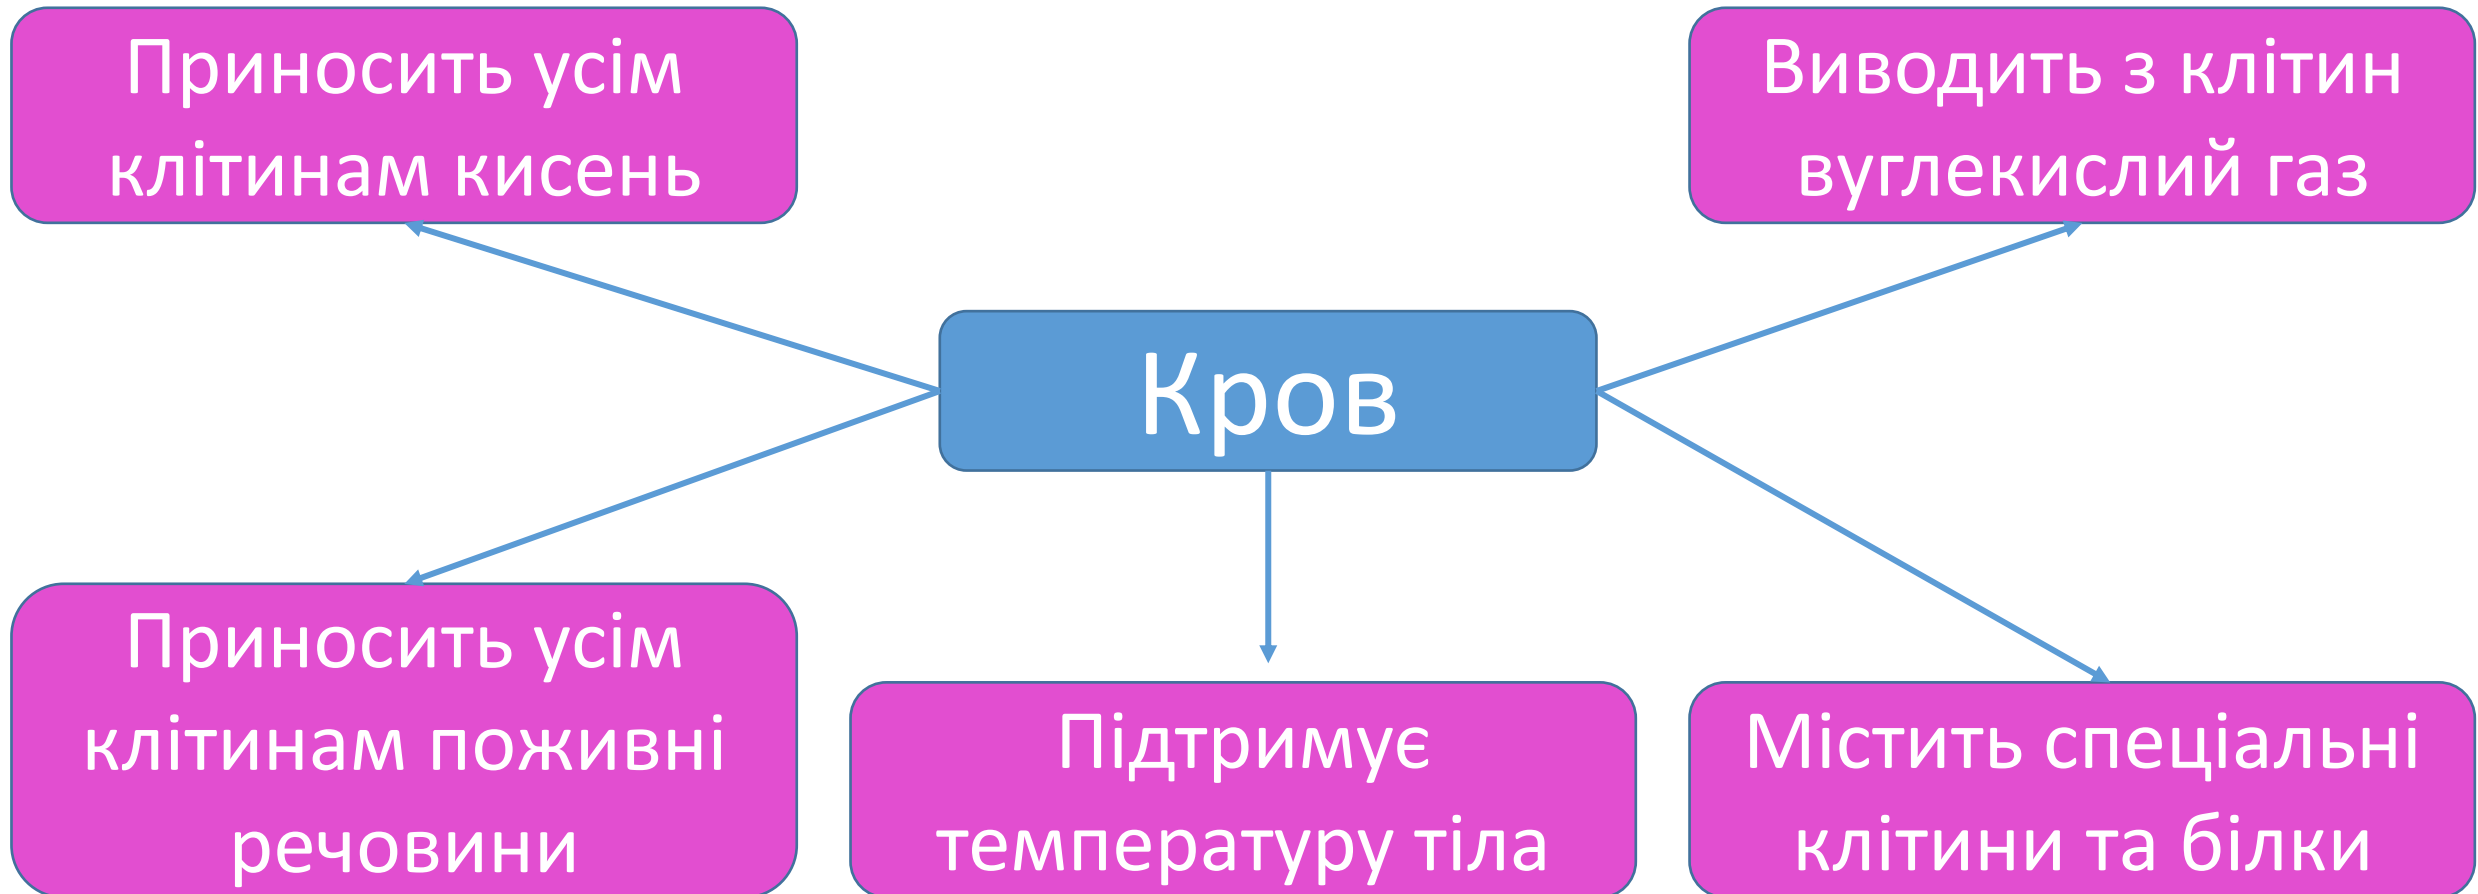 Приносить усім
клітинам кисень
Виводить з клітин
вуглекислий газ
Кров
Приносить усім
клітинам поживні
речовини
Підтримує
температуру тіла
Містить спеціальні
клітини та білки